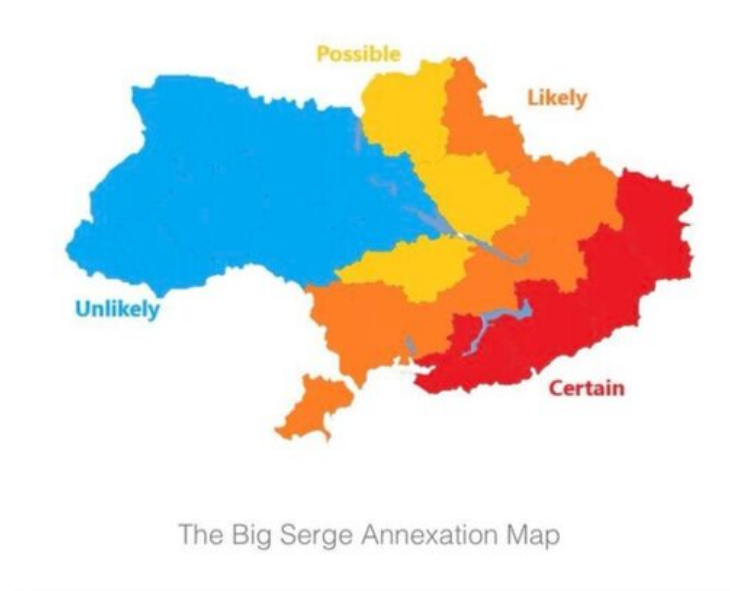 Possible
Likely
Unlikely
Certain
The Big Serge Annexation Map